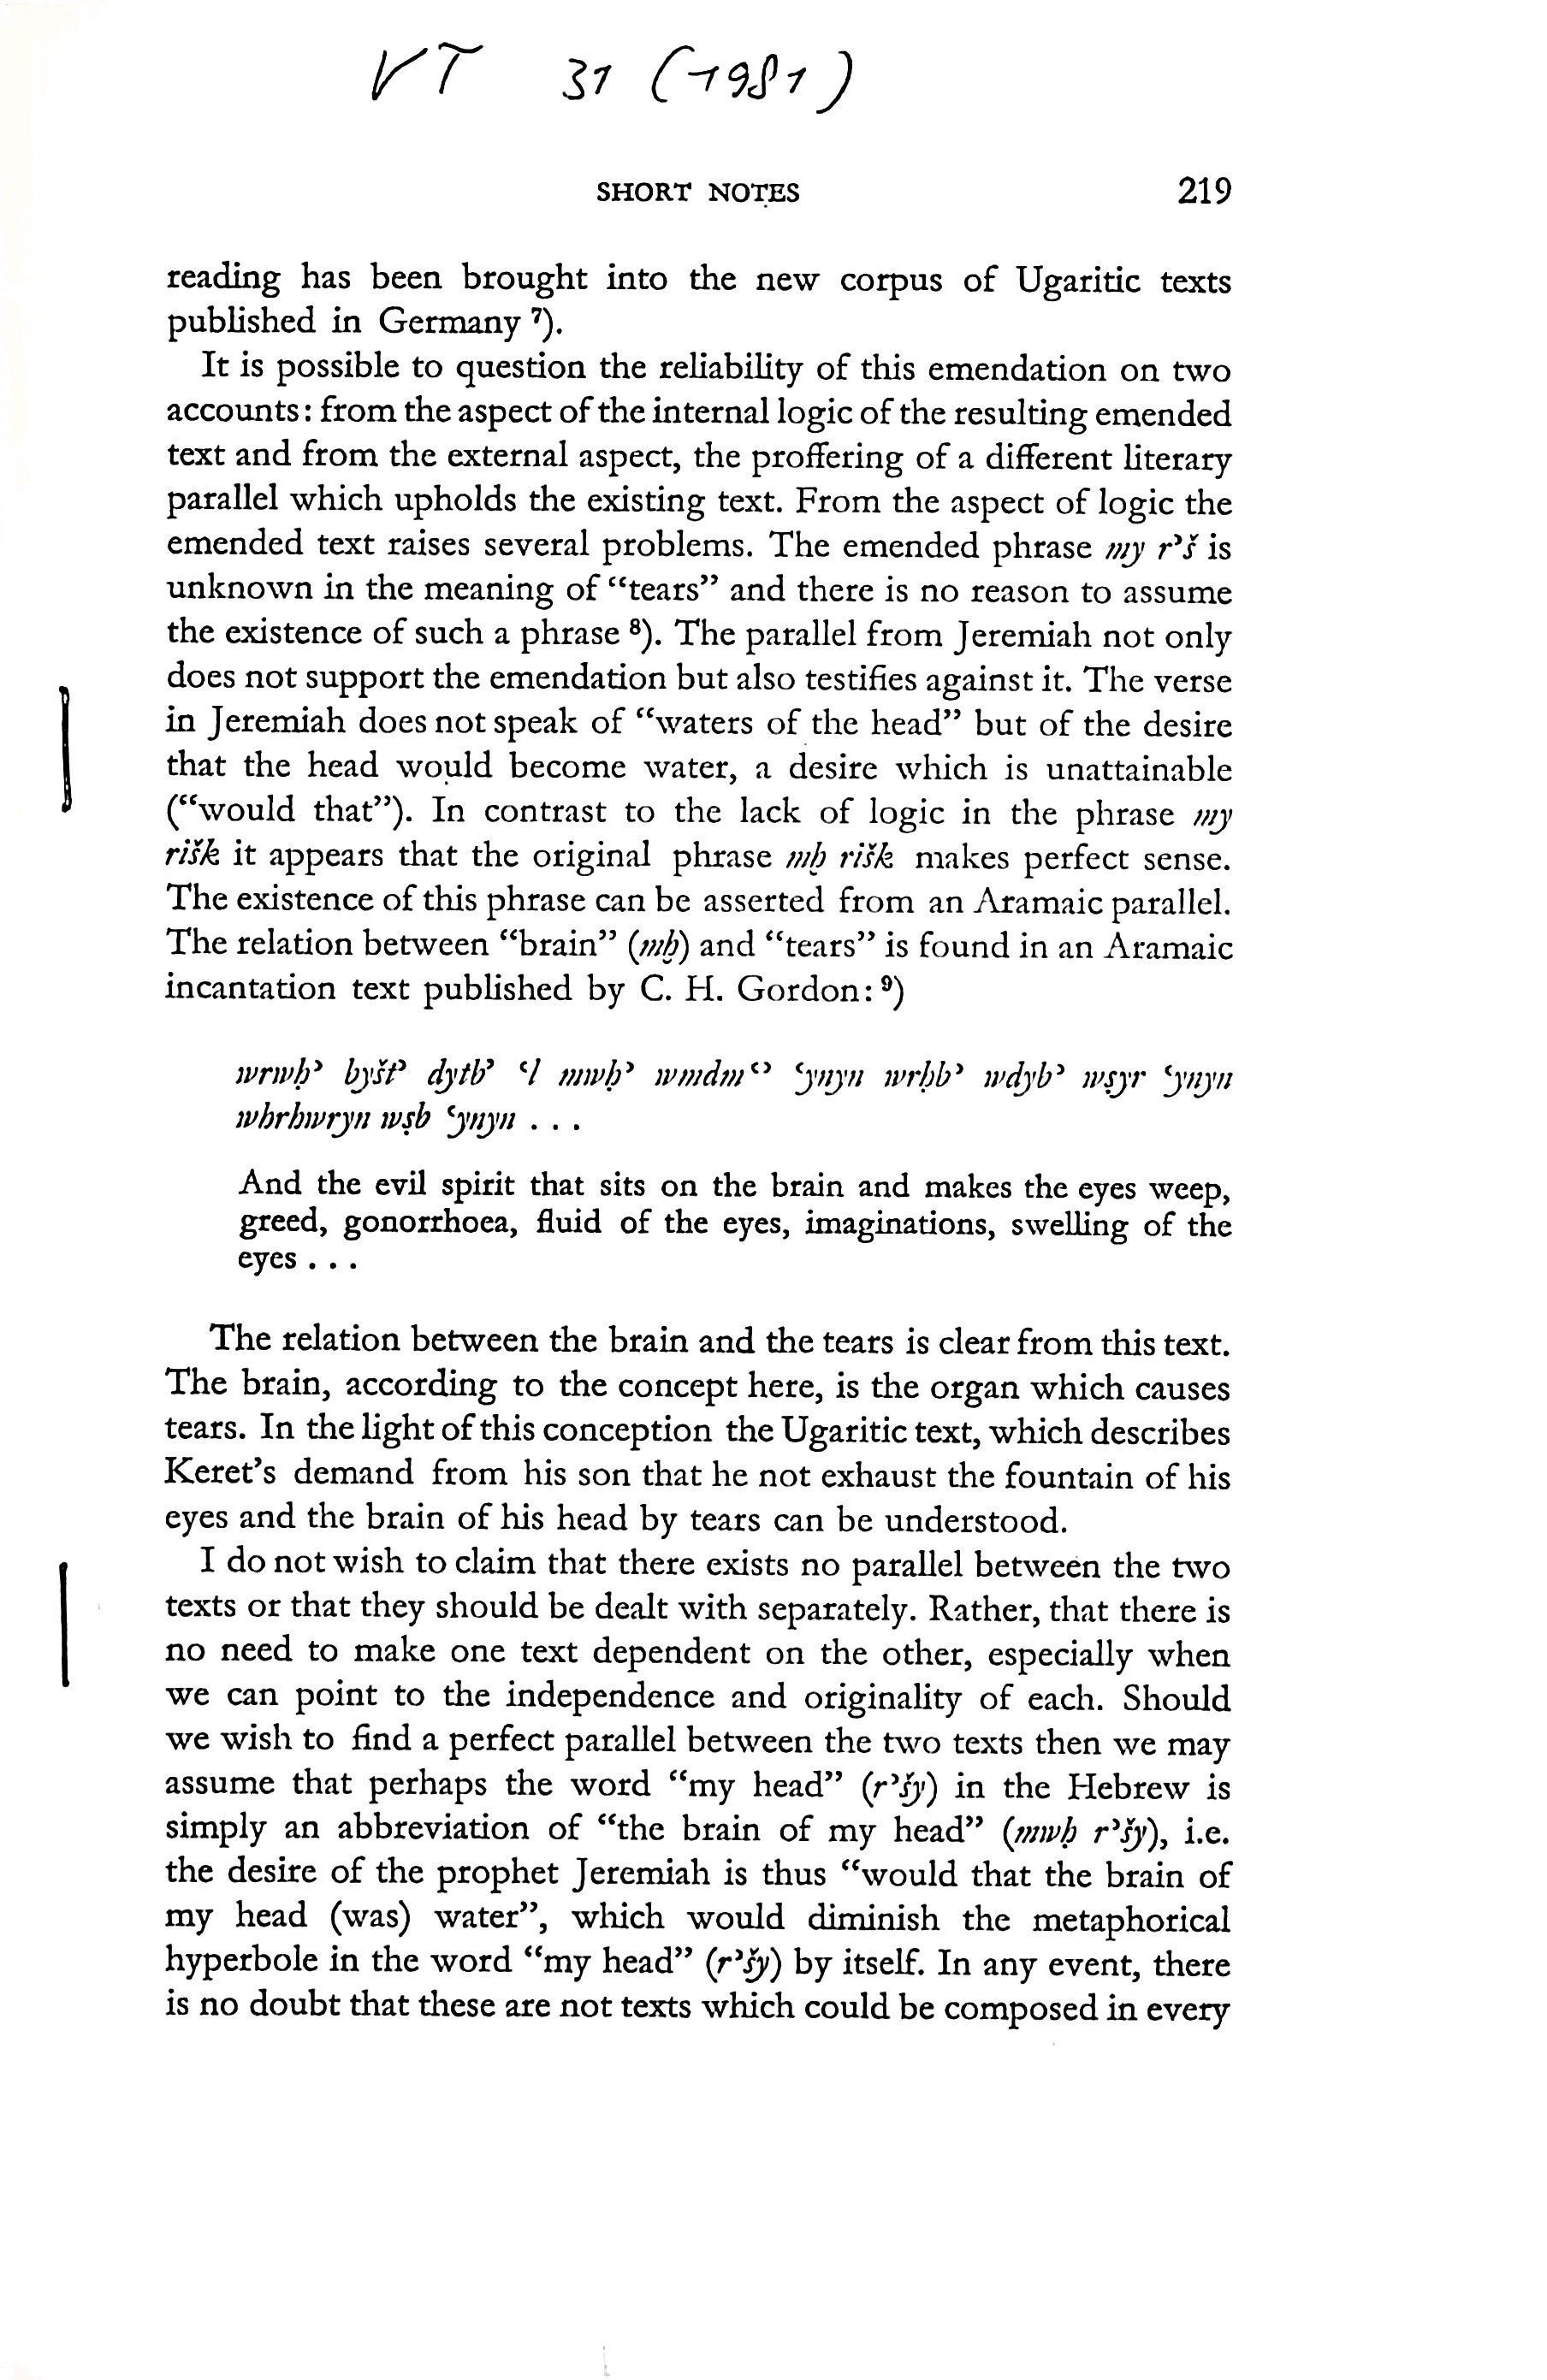 VT 31 (1981)
SHORT NOTES 219
reading has been brought into the new corpus of Ugaritic texts
published in Germany ⁷).
It is possible to question the reliability of this emendation on two
accounts: from the aspect of the internal logic of the resulting emended
text and from the external aspect, the proffering of a different literary
parallel which upholds the existing text. From the aspect of logic the
emended text raises several problems. The emended phrase my r’š is
unknown in the meaning of “tears” and there is no reason to assume
the existence of such a phrase ⁸). The parallel from Jeremiah not only
does not support the emendation but also testifies against it. The verse
in Jeremiah does not speak of “waters of the head” but of the desire
that the head would become water, a desire which is unattainable
(“would that”). In contrast to the lack of logic in the phrase my
rišk it appears that the original phrase mḫ rišk makes perfect sense.
The existence of this phrase can be asserted from an Aramaic parallel.
The relation between “brain” (mḫ) and “tears” is found in an Aramaic
incantation text published by C. H. Gordon: ⁹)
wrwḥ’ byšt’ dytb’ ‘l mwḥ’ wmdm‘’ ‘ynyn wrḥb’ wdyb’ wṣyr ‘ynyn
whrhwryn wṣb ‘ynyn . . .
And the evil spirit that sits on the brain and makes the eyes weep,
greed, gonorrhoea, fluid of the eyes, imaginations, swelling of the
eyes . . .
The relation between the brain and the tears is clear from this text.
The brain, according to the concept here, is the organ which causes
tears. In the light of this conception the Ugaritic text, which describes
Keret’s demand from his son that he not exhaust the fountain of his
eyes and the brain of his head by tears can be understood.
I do not wish to claim that there exists no parallel between the two
texts or that they should be dealt with separately. Rather, that there is
no need to make one text dependent on the other, especially when
we can point to the independence and originality of each. Should
we wish to find a perfect parallel between the two texts then we may
assume that perhaps the word “my head” (r’šy) in the Hebrew is
simply an abbreviation of “the brain of my head” (mwḥ r’šy), i.e.
the desire of the prophet Jeremiah is thus “would that the brain of
my head (was) water”, which would diminish the metaphorical
hyperbole in the word “my head” (r’šy) by itself. In any event, there
is no doubt that these are not texts which could be composed in every